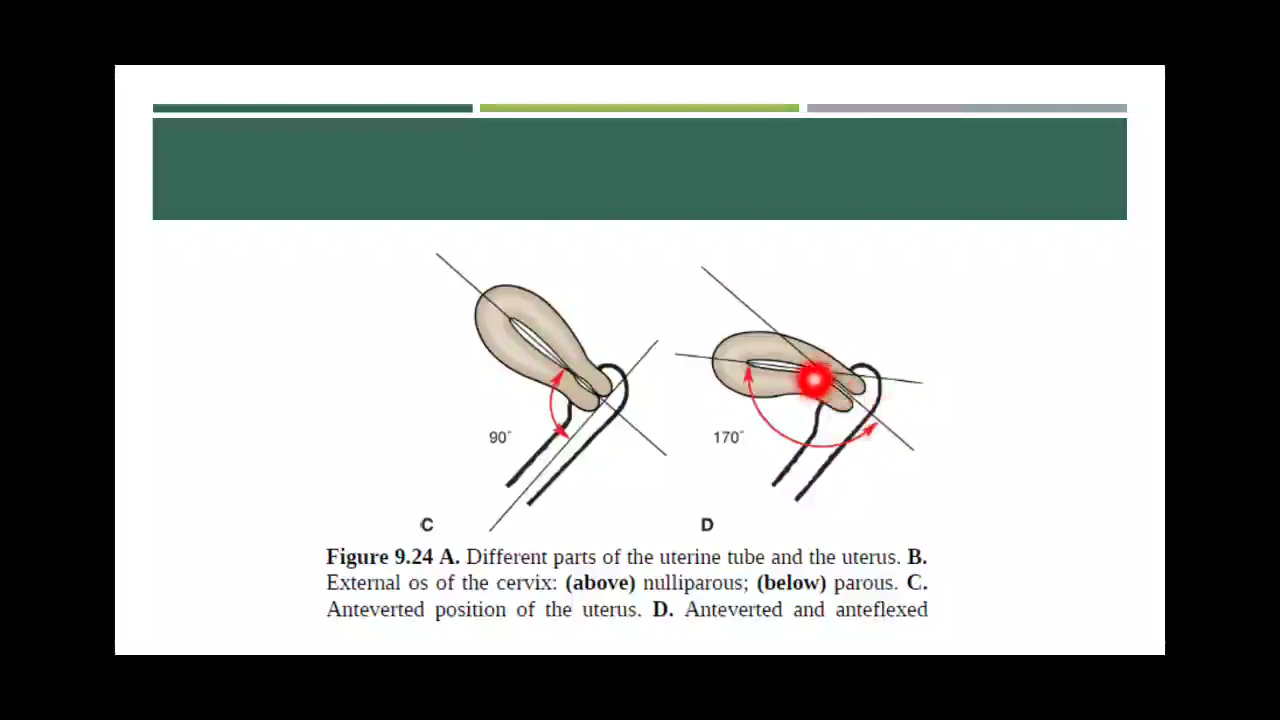 90°
170°
C
D
Figure 9.24 A. Different parts of the uterine tube and the uterus. B.
External os of the cervix: (above) nulliparous; (below) parous. C.
Anteverted position of the uterus. D. Anteverted and anteflexed